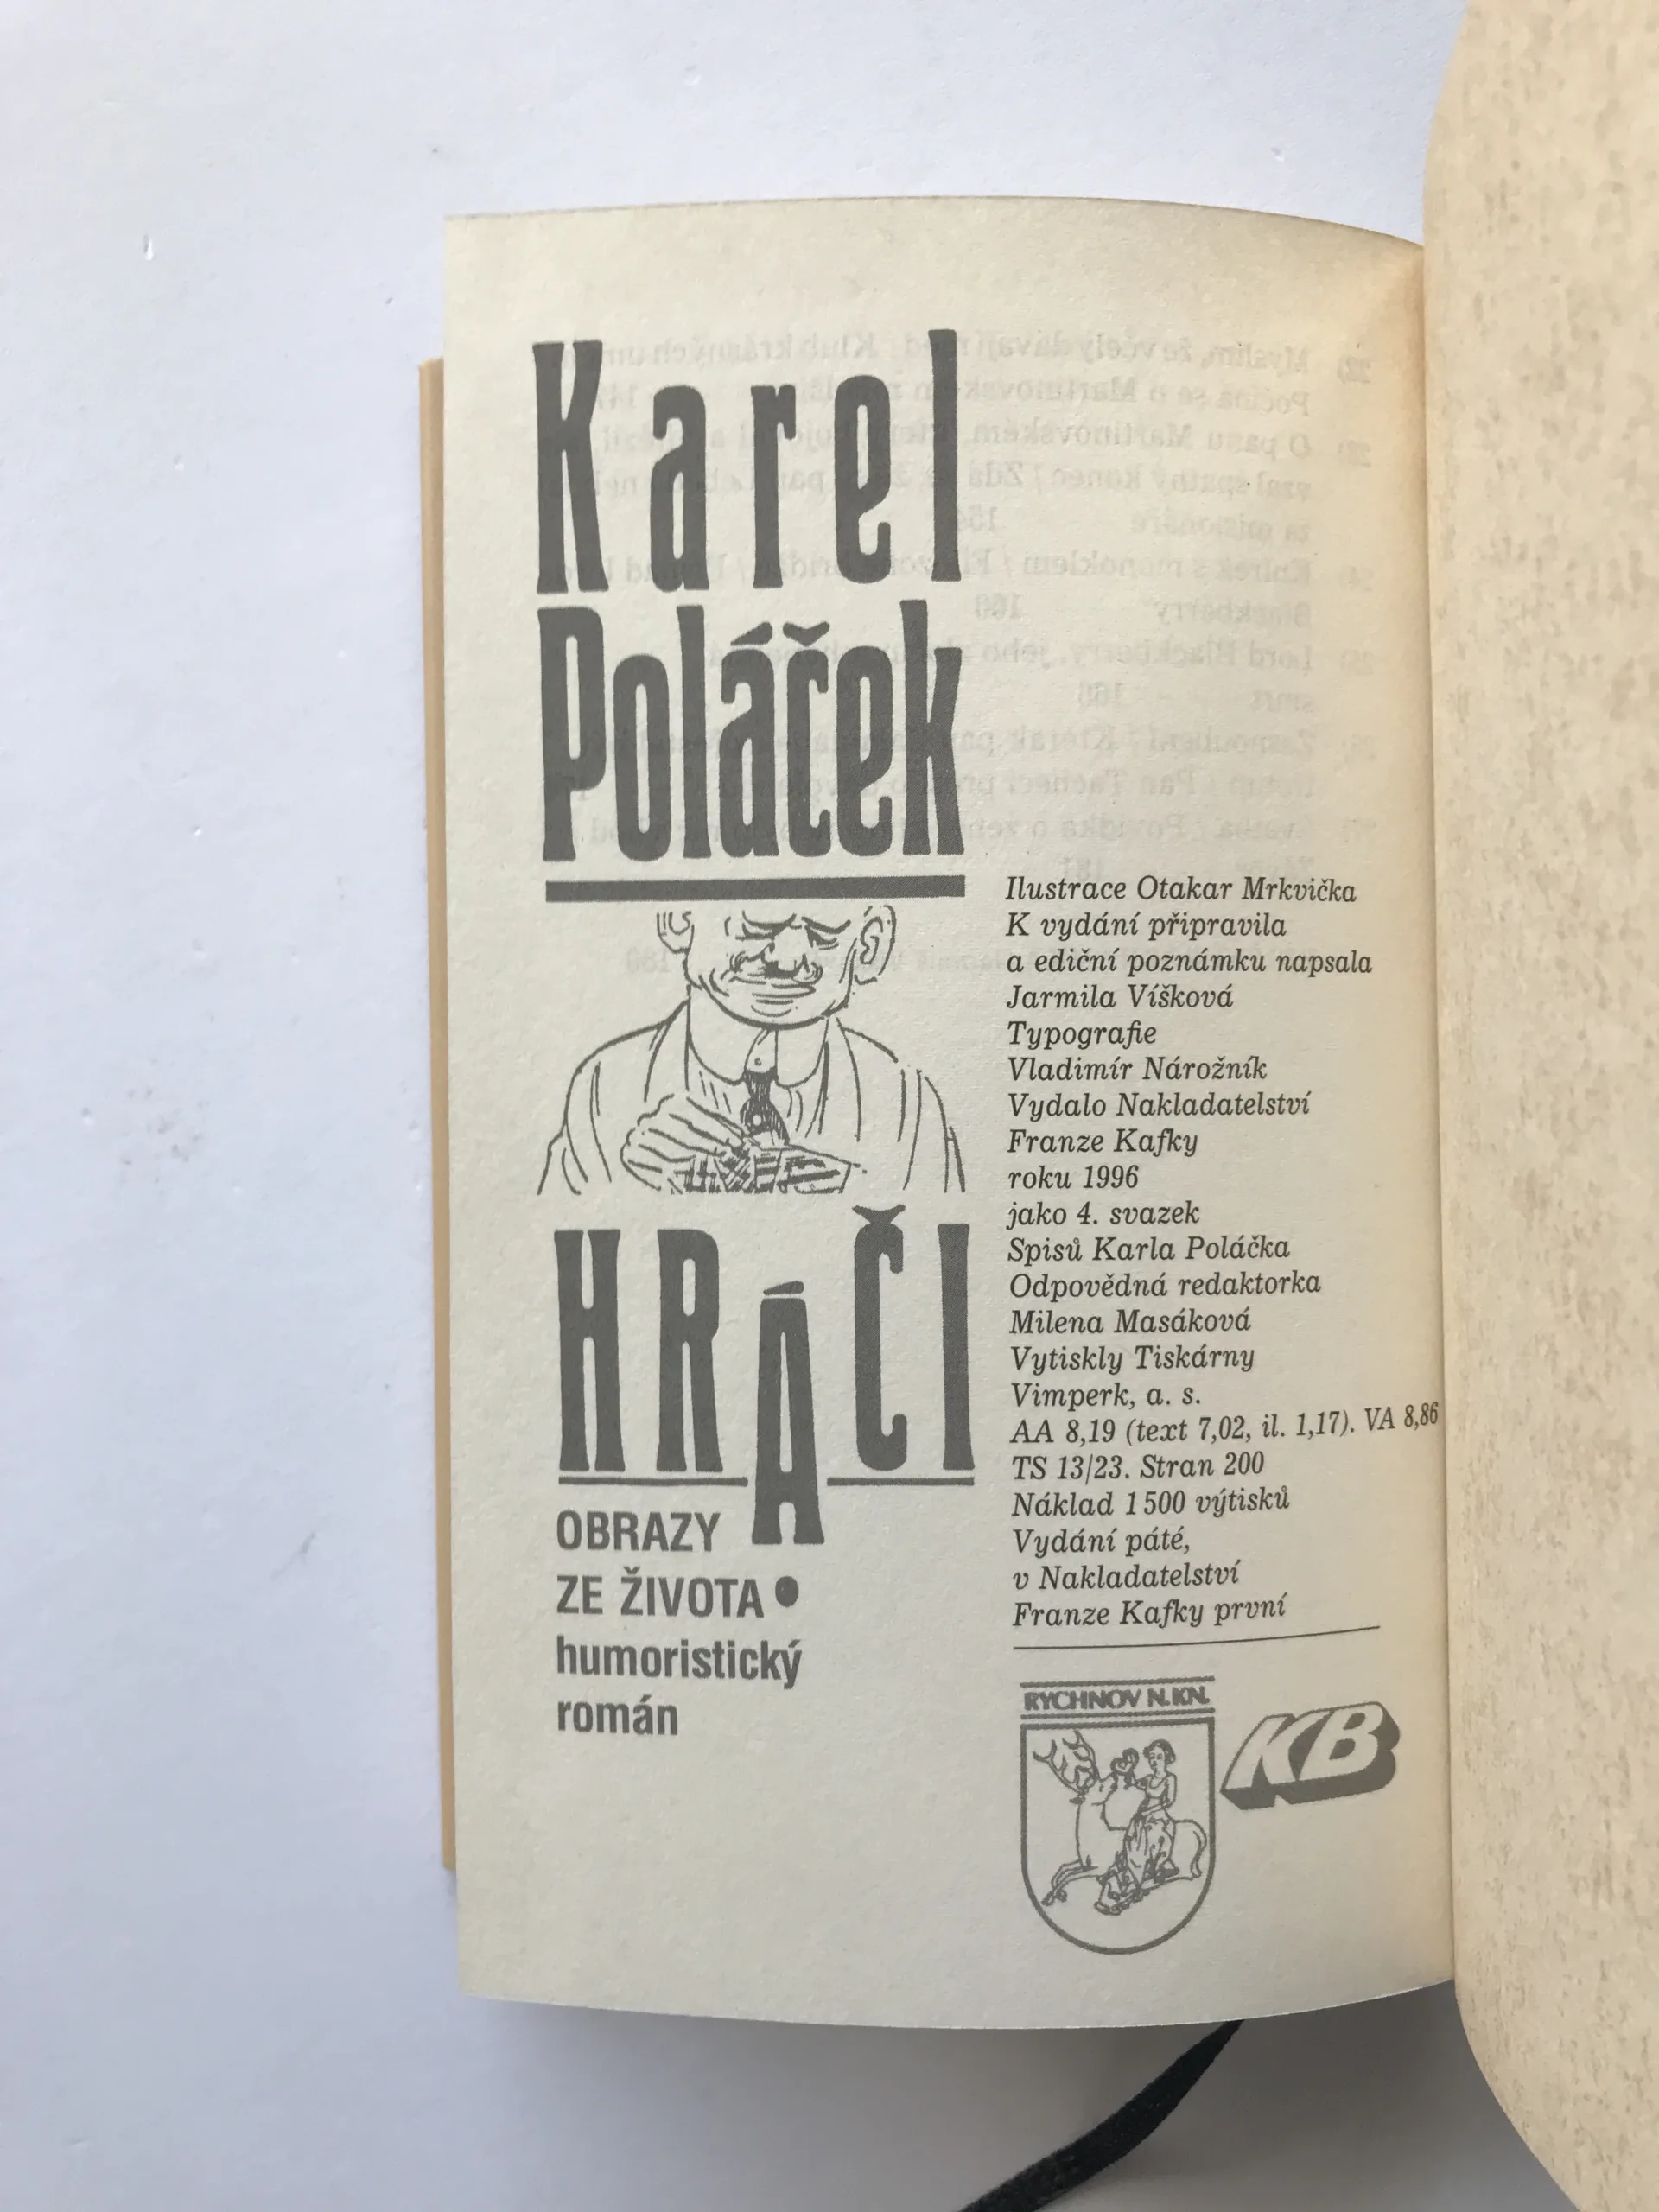 Karel
Poláček
HRÁČI
OBRAZY
ZE ŽIVOTA •
humoristický
román
Ilustrace Otakar Mrkvička
K vydání připravila
a ediční poznámku napsala
Jarmila Víšková
Typografie
Vladimír Nárožník
Vydalo Nakladatelství
Franze Kafky
roku 1996
jako 4. svazek
Spisů Karla Poláčka
Odpovědná redaktorka
Milena Masáková
Vytiskly Tiskárny
Vimperk, a. s.
AA 8,19 (text 7,02, il. 1,17). VA 8,86
TS 13/23. Stran 200
Náklad 1500 výtisků
Vydání páté,
v Nakladatelství
Franze Kafky první
RYCHNOV N.KN.
KB